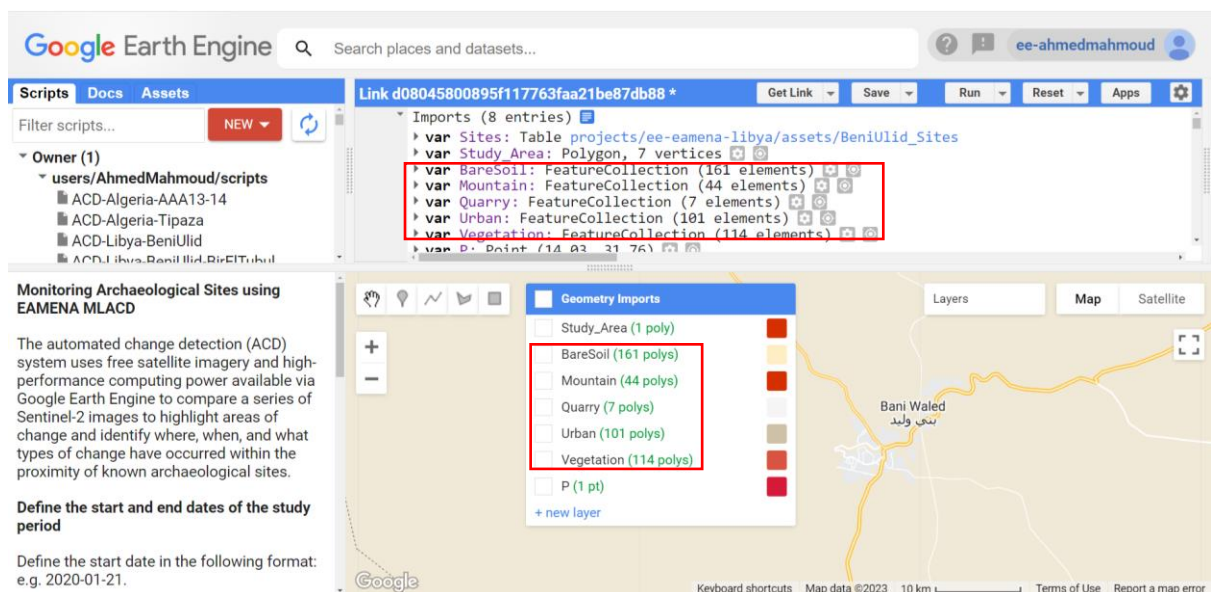 Google Earth Engine
Search places and datasets...
ee-ahmedmahmoud
Scripts Docs Assets
Filter scripts...
NEW
Owner (1)
users/AhmedMahmoud/scripts
ACD-Algeria-AAA13-14
ACD-Algeria-Tipaza
ACD-Libya-BeniUlid
ACD-Libya-BeniUlid-BirElTubul
Link d08045800895f117763faa21be87db88 *
Get Link Save Run Reset Apps
Imports (8 entries)
var Sites: Table projects/ee-eamena-libya/assets/BeniUlid_Sites
var Study_Area: Polygon, 7 vertices
var BareSoil: FeatureCollection (161 elements)
var Mountain: FeatureCollection (44 elements)
var Quarry: FeatureCollection (7 elements)
var Urban: FeatureCollection (101 elements)
var Vegetation: FeatureCollection (114 elements)
var P: Point (14.03, 31.76)
Monitoring Archaeological Sites using
EAMENA MLACD
The automated change detection (ACD)
system uses free satellite imagery and high-
performance computing power available via
Google Earth Engine to compare a series of
Sentinel-2 images to highlight areas of
change and identify where, when, and what
types of change have occurred within the
proximity of known archaeological sites.
Define the start and end dates of the study
period
Define the start date in the following format:
e.g. 2020-01-21.
Geometry Imports
Study_Area (1 poly)
BareSoil (161 polys)
Mountain (44 polys)
Quarry (7 polys)
Urban (101 polys)
Vegetation (114 polys)
P (1 pt)
+ new layer
Layers
Map Satellite
Bani Waled
بني وليد
Google
Keyboard shortcuts Map data ©2023 10 km Terms of Use Report a map error